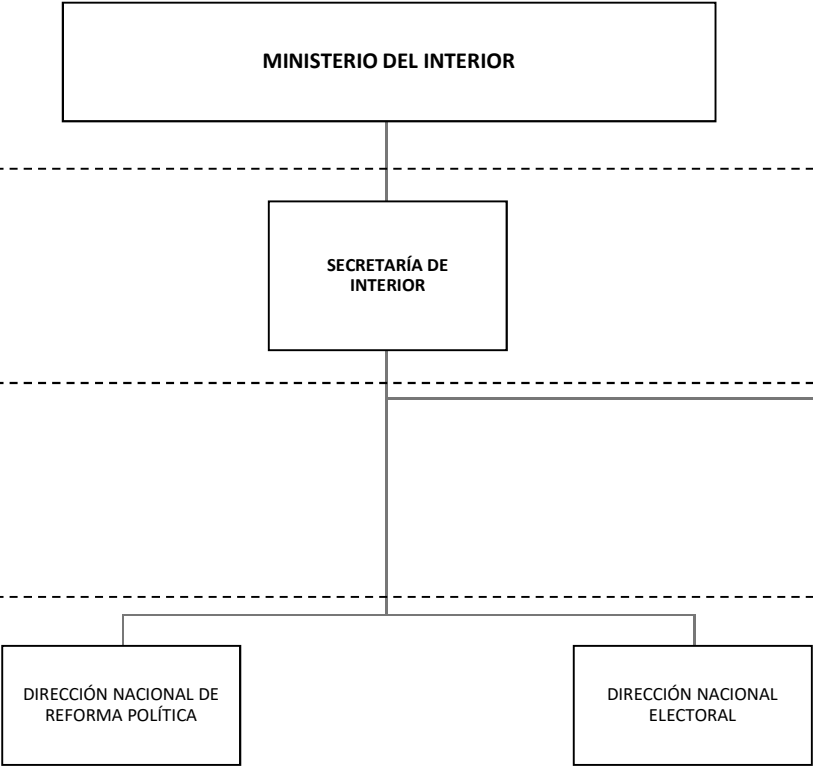 MINISTERIO DEL INTERIOR
SECRETARÍA DE
INTERIOR
DIRECCIÓN NACIONAL DE
REFORMA POLÍTICA
DIRECCIÓN NACIONAL
ELECTORAL